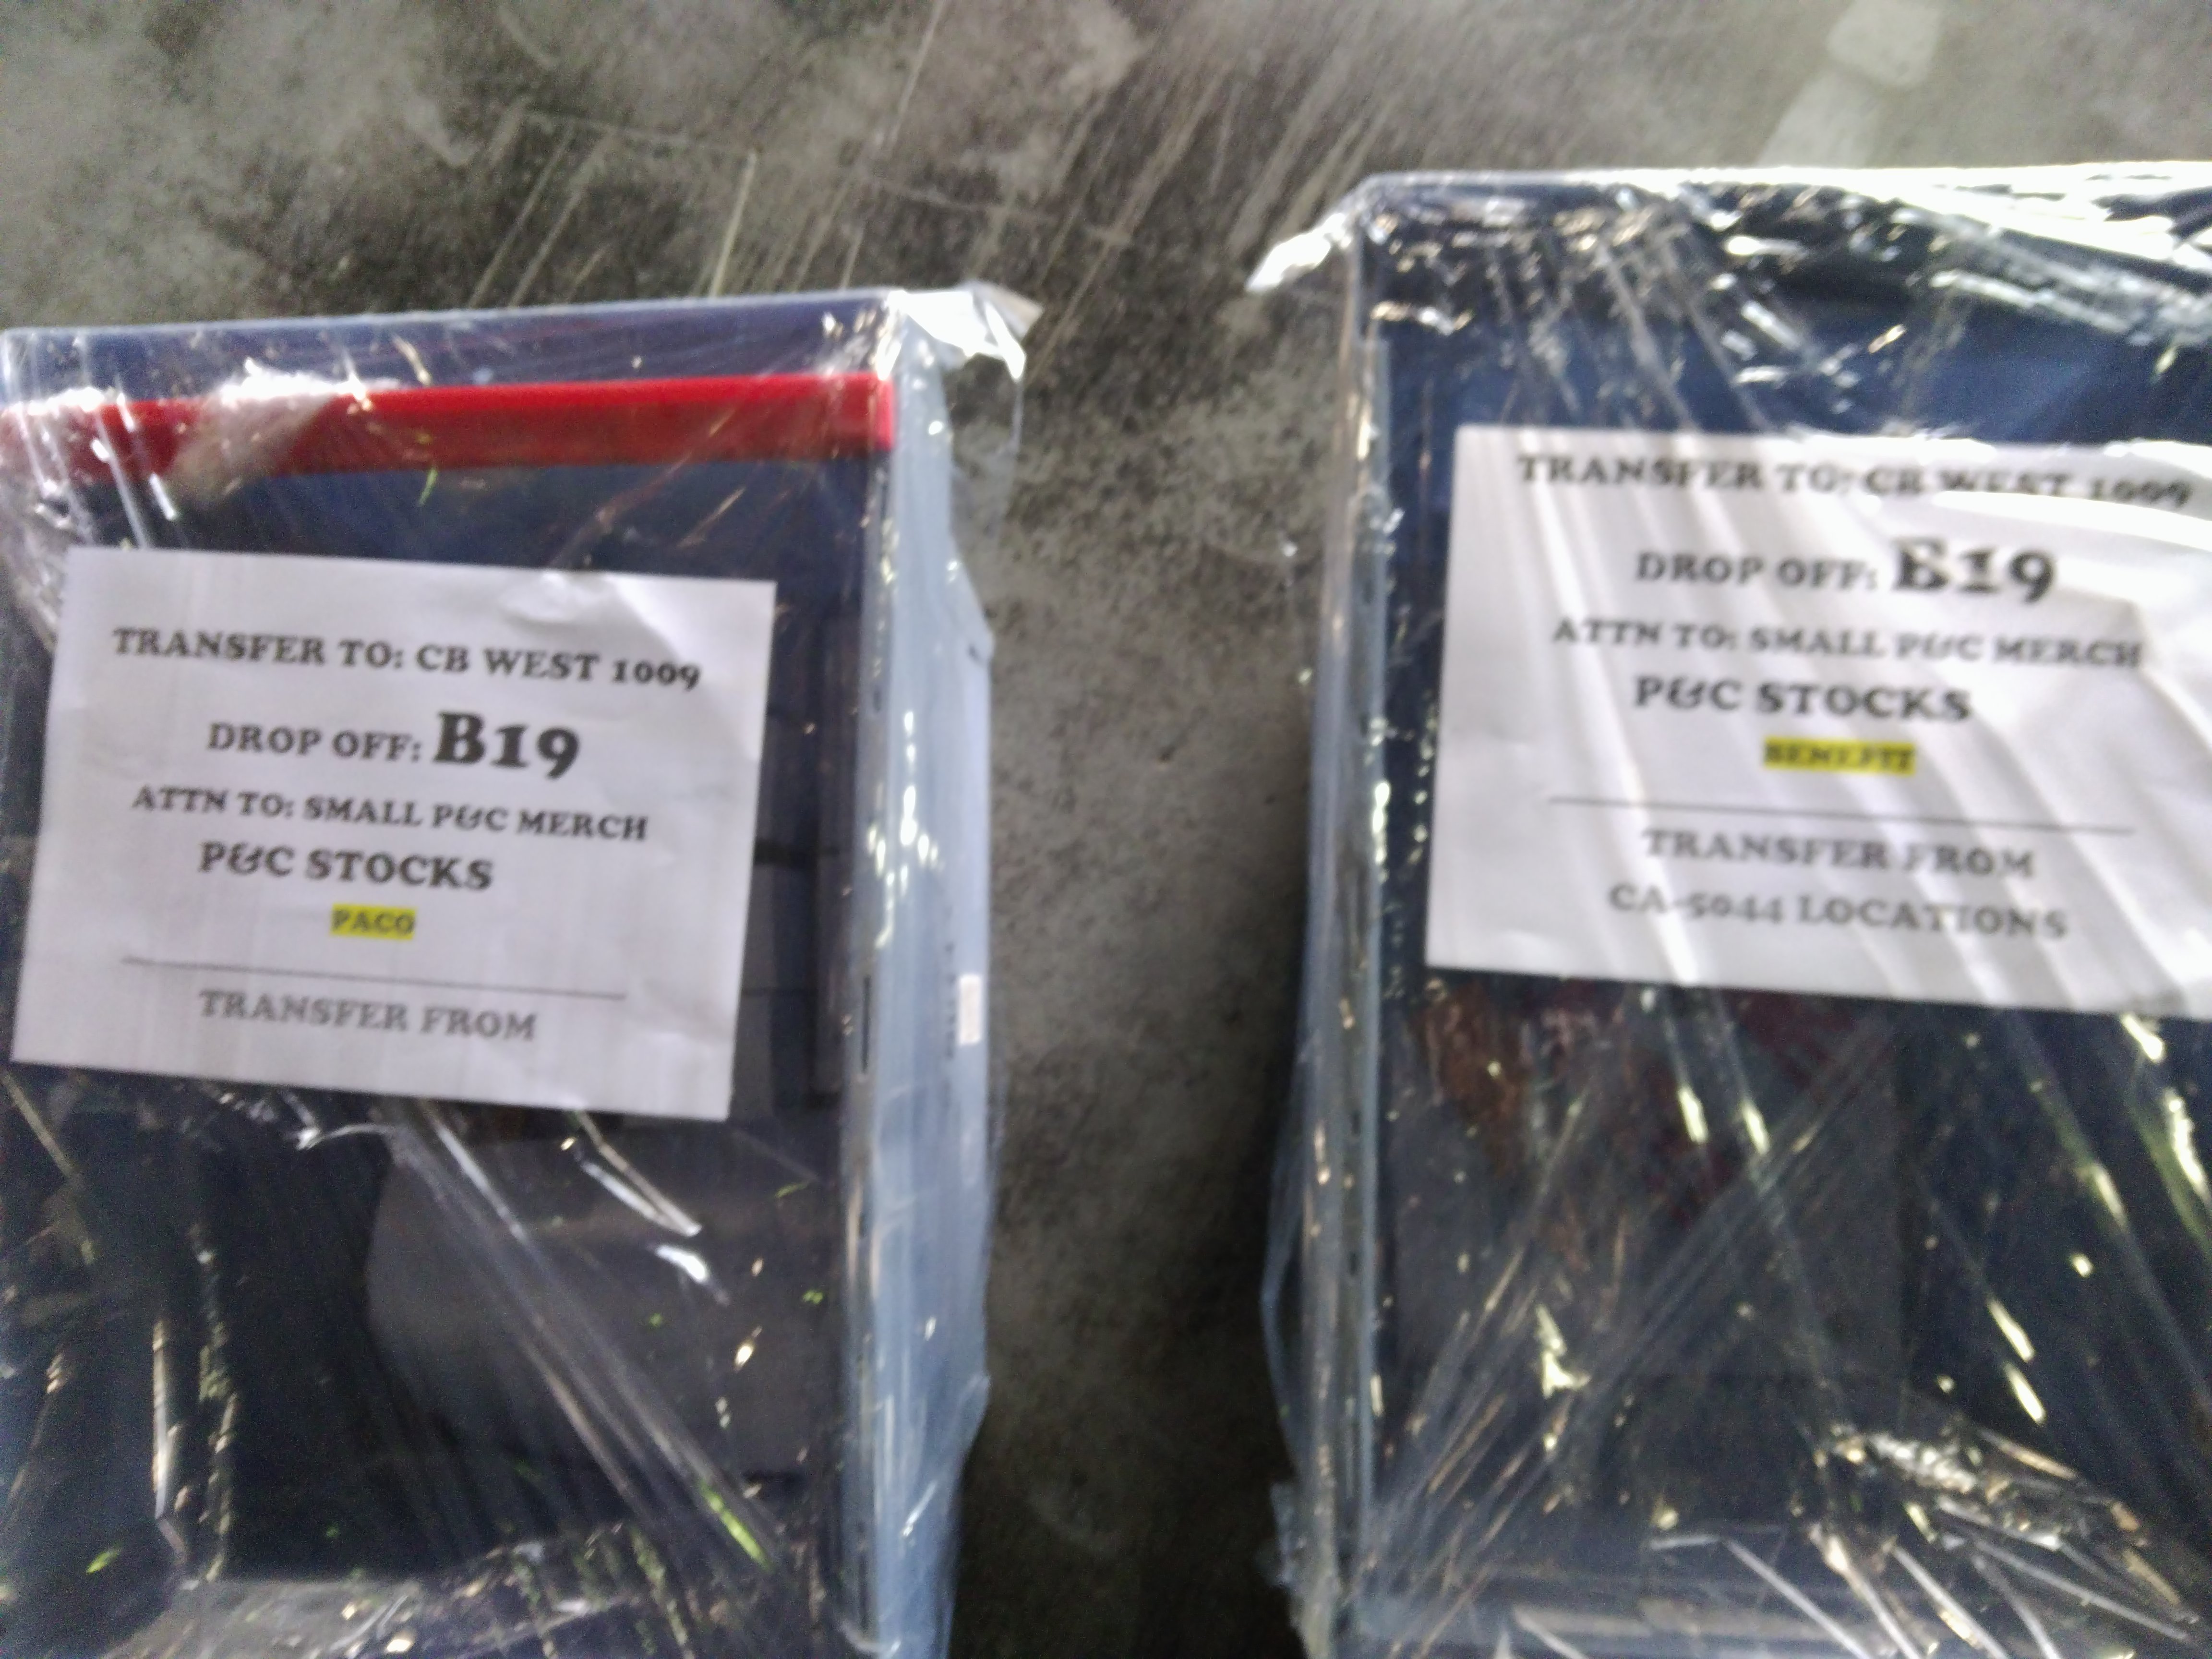 TRANSFER TO: CB WEST 1009
DROP OFF: B19
ATTN TO: SMALL P&C MERCH
P&C STOCKS
PACO
TRANSFER FROM
TRANSFER TO: CB WEST 1009
DROP OFF: B19
ATTN TO: SMALL P&C MERCH
P&C STOCKS
BENEFIT
TRANSFER FROM
CA-5044 LOCATIONS